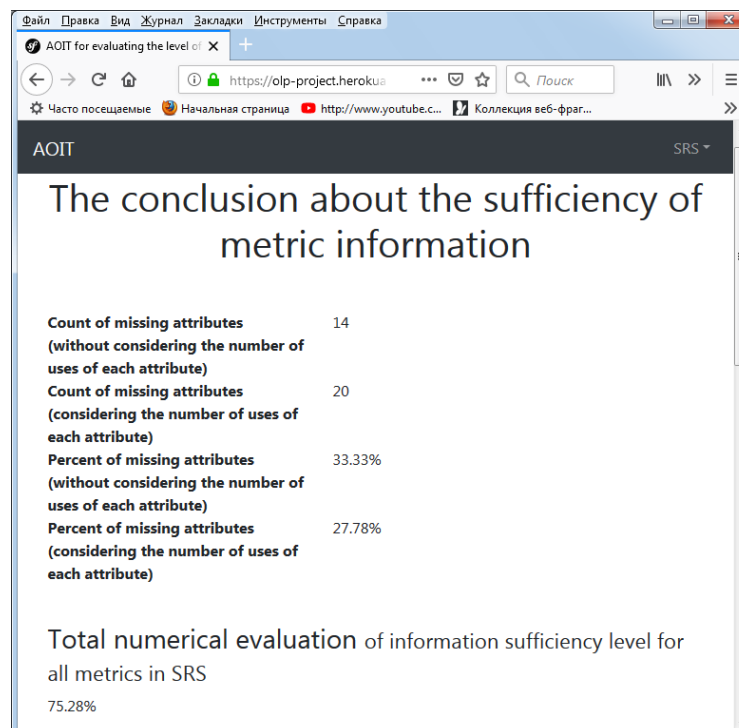 Файл Правка Вид Журнал Закладки Инструменты Справка
AOIT for evaluating the level of
https://olp-project.herokua
Поиск
Часто посещаемые Начальная страница http://www.youtube.c... Коллекция веб-фраг...
AOIT SRS
The conclusion about the sufficiency of
metric information
Count of missing attributes 14
(without considering the number of
uses of each attribute)
Count of missing attributes 20
(considering the number of uses of
each attribute)
Percent of missing attributes 33.33%
(without considering the number of
uses of each attribute)
Percent of missing attributes 27.78%
(considering the number of uses of
each attribute)
Total numerical evaluation of information sufficiency level for
all metrics in SRS
75.28%